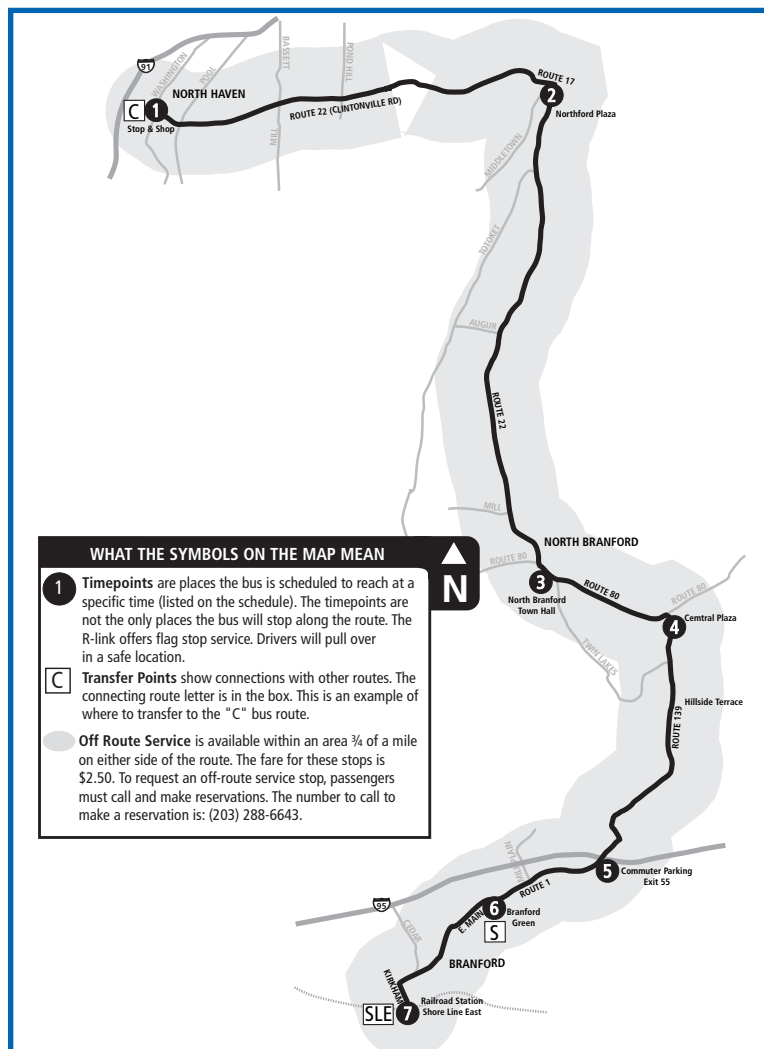 91
WASHINGTON
POOL
BASSETT
POND HILL
NORTH HAVEN
C 1
Stop & Shop
MILL
ROUTE 22 (CLINTONVILLE RD)
ROUTE 17
2
Northford Plaza
MIDDLETOWN
TOTOKET
AUGUR
ROUTE 22
MILL
ROUTE 80
NORTH BRANFORD
3
North Branford
Town Hall
ROUTE 80
ROUTE 80
4
Cemtral Plaza
TWIN LAKES
Hillside Terrace
ROUTE 139
WHAT THE SYMBOLS ON THE MAP MEAN
N
1
Timepoints are places the bus is scheduled to reach at a
specific time (listed on the schedule). The timepoints are
not the only places the bus will stop along the route. The
R-link offers flag stop service. Drivers will pull over
in a safe location.
C
Transfer Points show connections with other routes. The
connecting route letter is in the box. This is an example of
where to transfer to the "C" bus route.
Off Route Service is available within an area ¾ of a mile
on either side of the route. The fare for these stops is
$2.50. To request an off-route service stop, passengers
must call and make reservations. The number to call to
make a reservation is: (203) 288-6643.
MILL PLAIN
5
Commuter Parking
Exit 55
ROUTE 1
95
CEDAR
E. MAIN
6
Branford
Green
S
BRANFORD
KIRKHAM
SLE 7
Railroad Station
Shore Line East